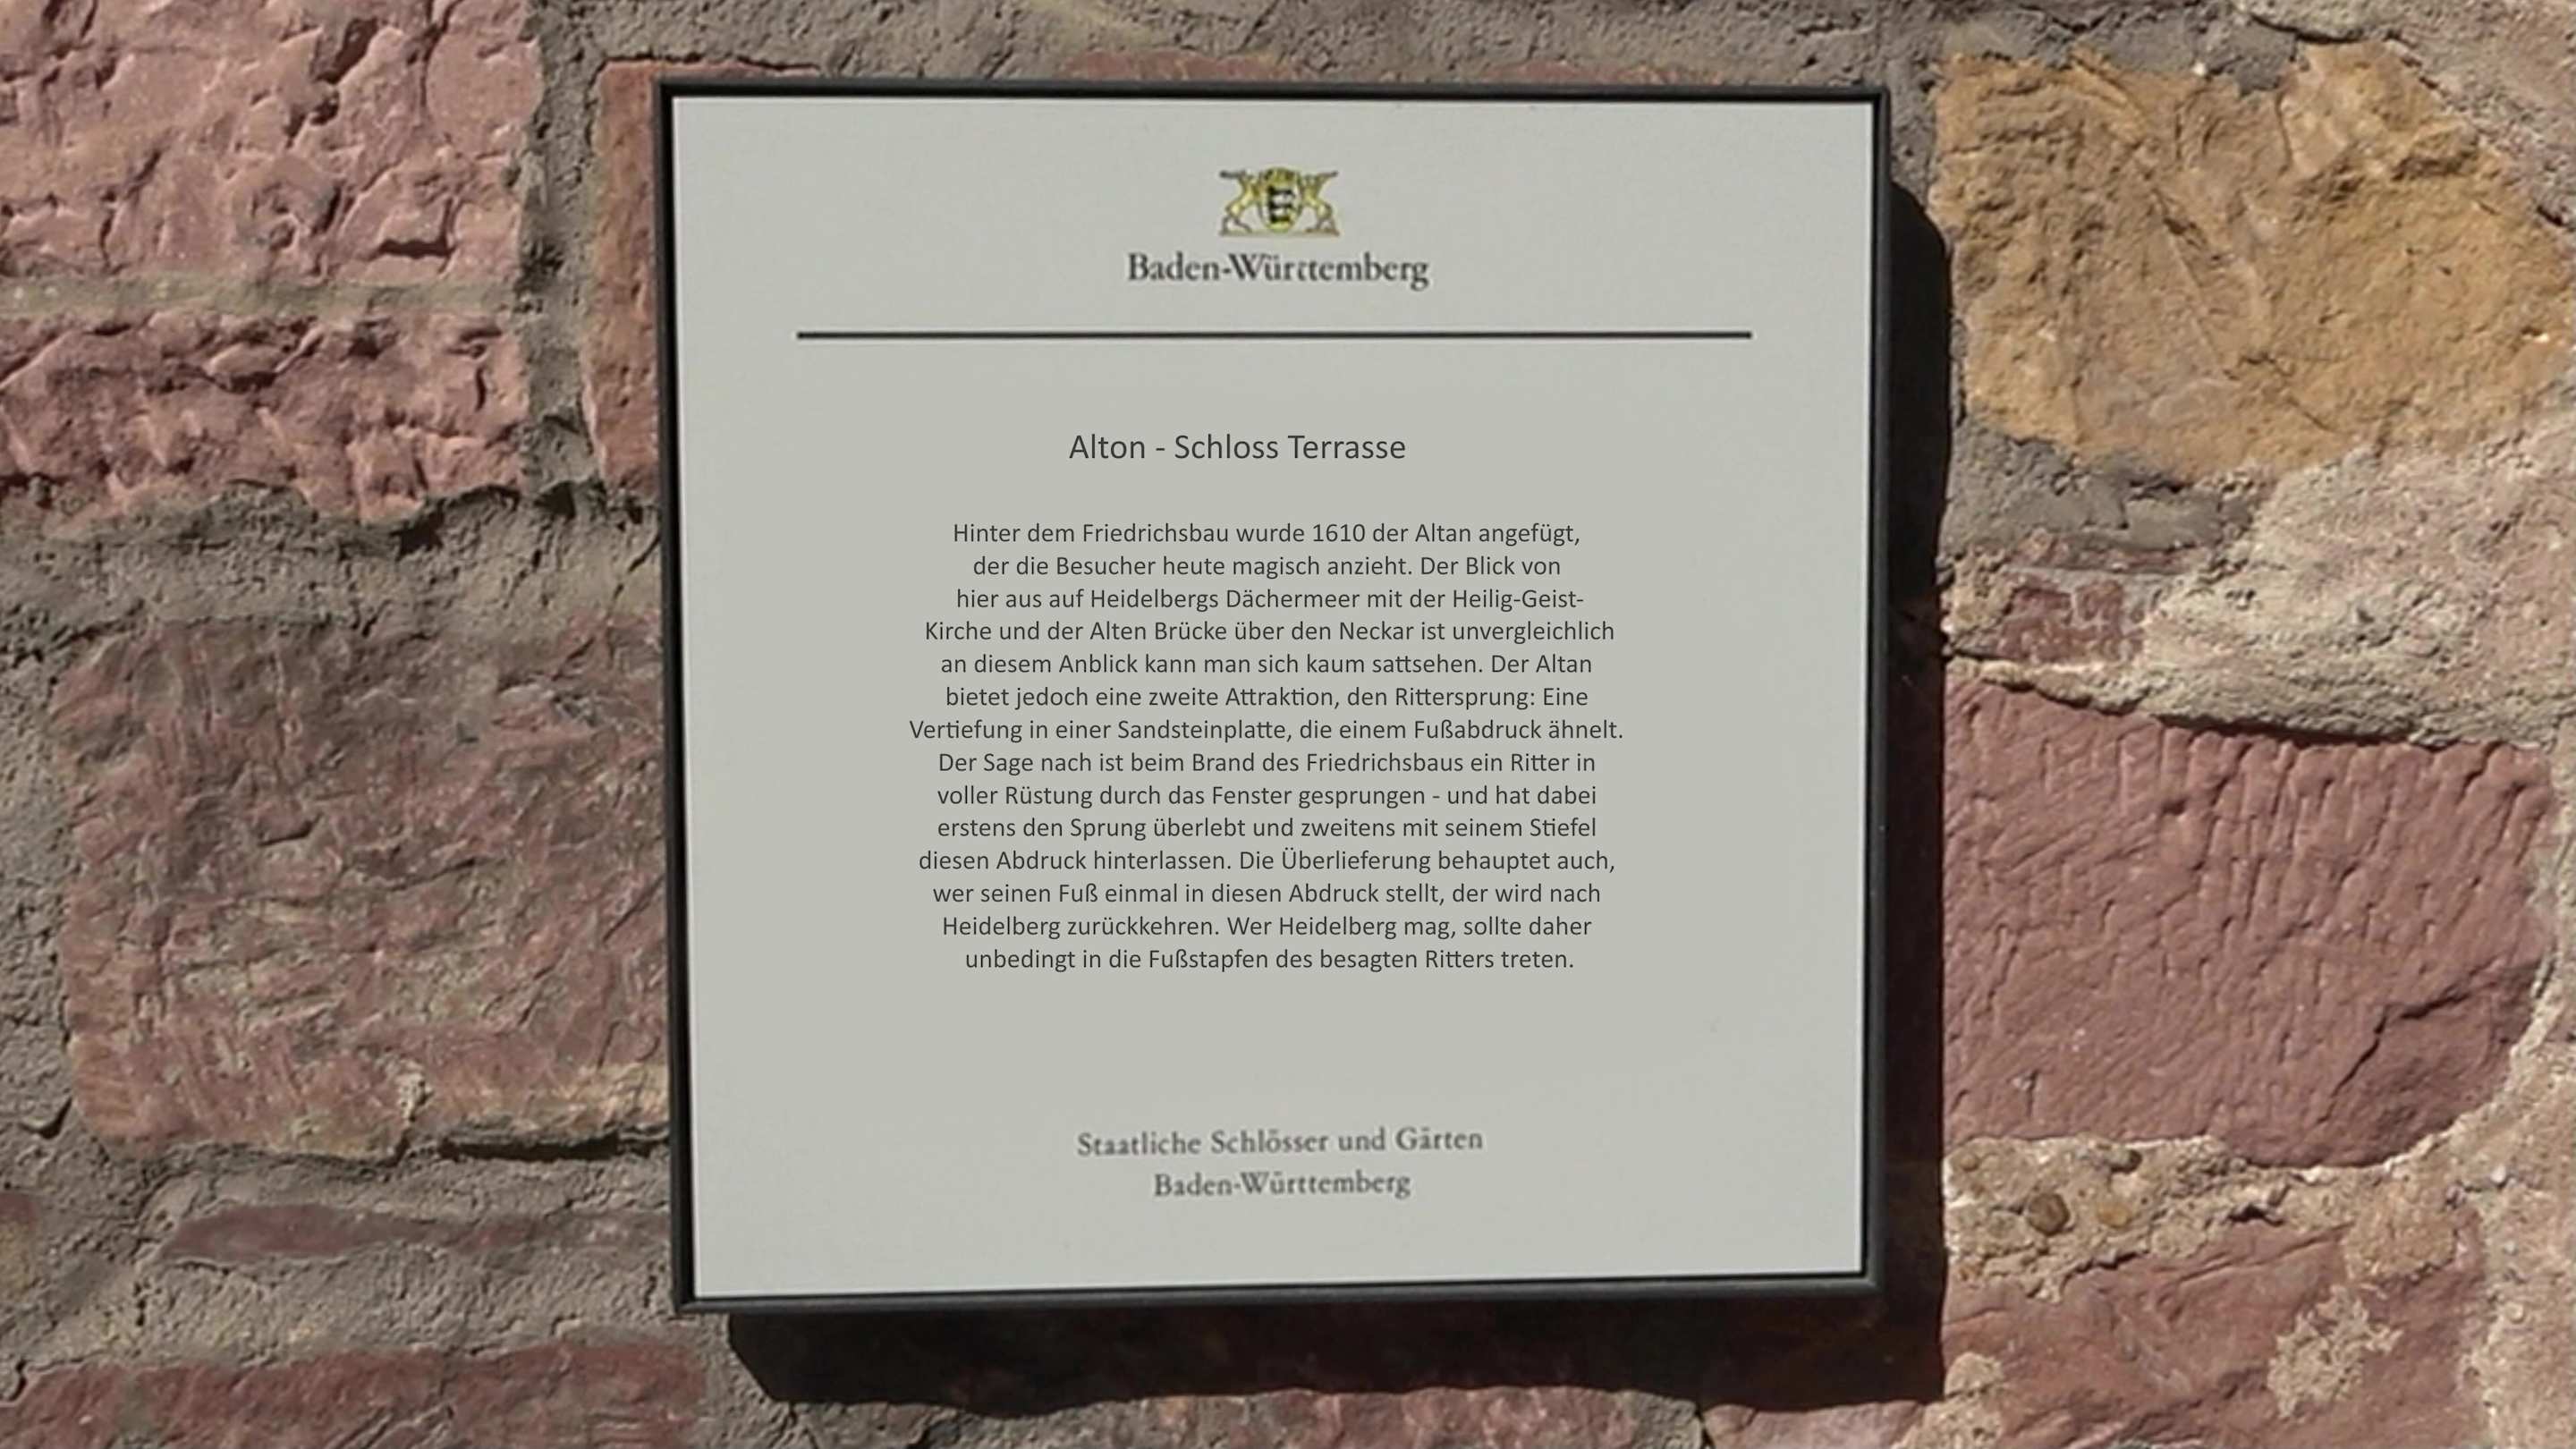 Baden-Württemberg
Alton - Schloss Terrasse
Hinter dem Friedrichsbau wurde 1610 der Altan angefügt,
der die Besucher heute magisch anzieht. Der Blick von
hier aus auf Heidelbergs Dächermeer mit der Heilig-Geist-
Kirche und der Alten Brücke über den Neckar ist unvergleichlich
an diesem Anblick kann man sich kaum sattsehen. Der Altan
bietet jedoch eine zweite Attraktion, den Rittersprung: Eine
Vertiefung in einer Sandsteinplatte, die einem Fußabdruck ähnelt.
Der Sage nach ist beim Brand des Friedrichsbaus ein Ritter in
voller Rüstung durch das Fenster gesprungen - und hat dabei
erstens den Sprung überlebt und zweitens mit seinem Stiefel
diesen Abdruck hinterlassen. Die Überlieferung behauptet auch,
wer seinen Fuß einmal in diesen Abdruck stellt, der wird nach
Heidelberg zurückkehren. Wer Heidelberg mag, sollte daher
unbedingt in die Fußstapfen des besagten Ritters treten.
Staatliche Schlösser und Gärten
Baden-Württemberg